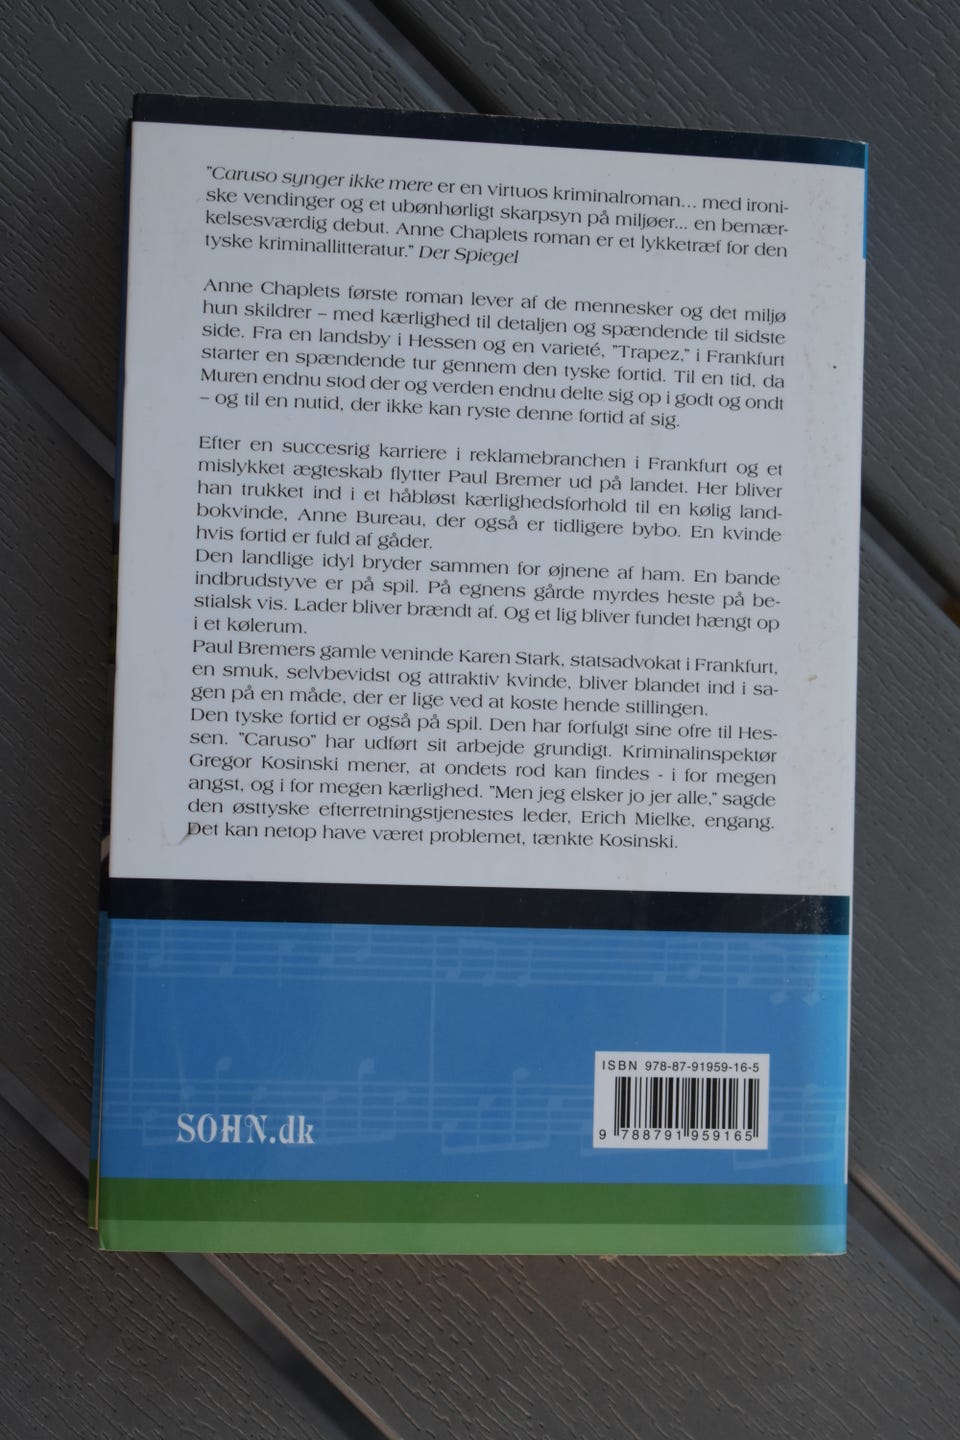 "Caruso synger ikke mere er en virtuos kriminalroman... med ironi-
ske vendinger og et ubønhørligt skarpsyn på miljøer... en bemær-
kelsesværdig debut. Anne Chaplets roman er et lykketræf for den
tyske kriminallitteratur." Der Spiegel
Anne Chaplets første roman lever af de mennesker og det miljø
hun skildrer – med kærlighed til detaljen og spændende til sidste
side. Fra en landsby i Hessen og en varieté, "Trapez," i Frankfurt
starter en spændende tur gennem den tyske fortid. Til en tid, da
Muren endnu stod der og verden endnu delte sig op i godt og ondt
– og til en nutid, der ikke kan ryste denne fortid af sig.
Efter en succesrig karriere i reklamebranchen i Frankfurt og et
mislykket ægteskab flytter Paul Bremer ud på landet. Her bliver
han trukket ind i et håbløst kærlighedsforhold til en kølig land-
bokvinde, Anne Bureau, der også er tidligere bybo. En kvinde
hvis fortid er fuld af gåder.
Den landlige idyl bryder sammen for øjnene af ham. En bande
indbrudstyve er på spil. På egnens gårde myrdes heste på be-
stialsk vis. Lader bliver brændt af. Og et lig bliver fundet hængt op
i et kølerum.
Paul Bremers gamle veninde Karen Stark, statsadvokat i Frankfurt,
en smuk, selvbevidst og attraktiv kvinde, bliver blandet ind i sa-
gen på en måde, der er lige ved at koste hende stillingen.
Den tyske fortid er også på spil. Den har forfulgt sine ofre til Hes-
sen. "Caruso" har udført sit arbejde grundigt. Kriminalinspektør
Gregor Kosinski mener, at ondets rod kan findes - i for megen
angst, og i for megen kærlighed. "Men jeg elsker jo jer alle," sagde
den østtyske efterretningstjenestes leder, Erich Mielke, engang.
Det kan netop have været problemet, tænkte Kosinski.
ISBN 978-87-91959-16-5
9 788791 959165
SOHN.dk